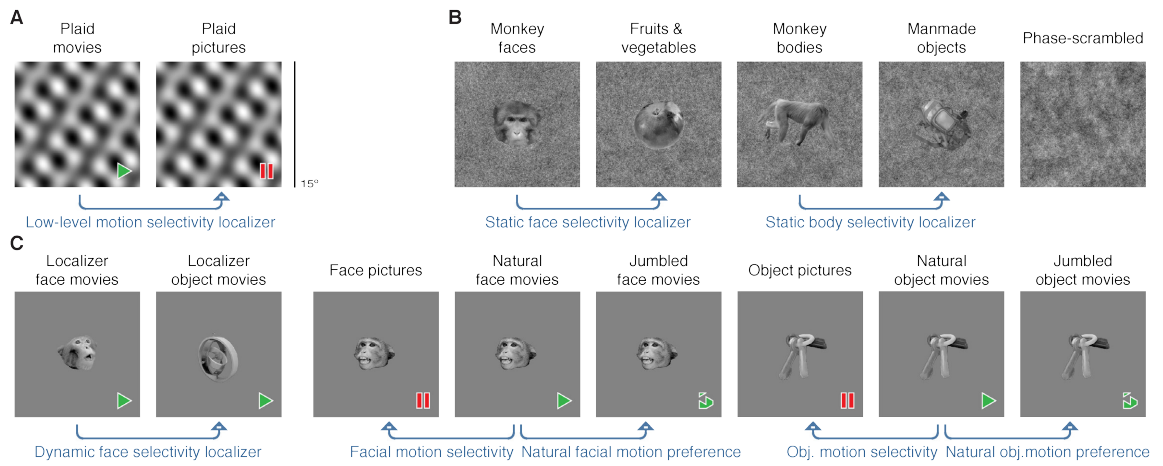 A
Plaid
movies
Plaid
pictures
15°
Low-level motion selectivity localizer
B
Monkey
faces
Fruits &
vegetables
Monkey
bodies
Manmade
objects
Phase-scrambled
Static face selectivity localizer
Static body selectivity localizer
C
Localizer
face movies
Localizer
object movies
Face pictures
Natural
face movies
Jumbled
face movies
Object pictures
Natural
object movies
Jumbled
object movies
Dynamic face selectivity localizer
Facial motion selectivity
Natural facial motion preference
Obj. motion selectivity
Natural obj.motion preference